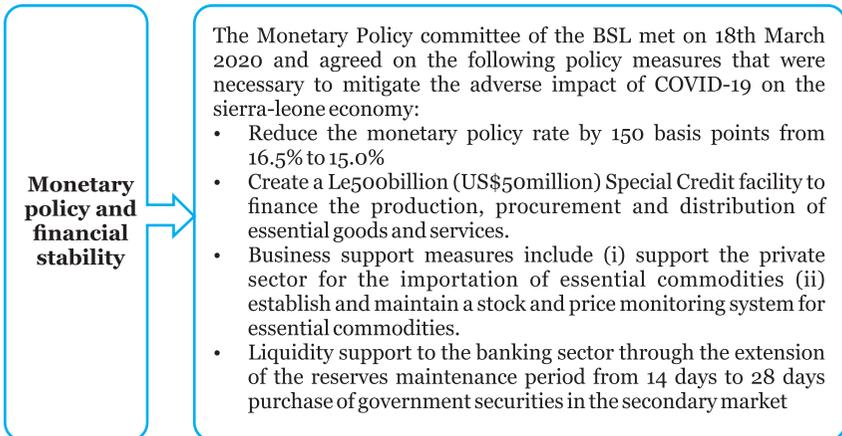 Monetary
policy and
financial
stability
The Monetary Policy committee of the BSL met on 18th March
2020 and agreed on the following policy measures that were
necessary to mitigate the adverse impact of COVID-19 on the
sierra-leone economy:
• Reduce the monetary policy rate by 150 basis points from
16.5% to 15.0%
• Create a Le500billion (US$50million) Special Credit facility to
finance the production, procurement and distribution of
essential goods and services.
• Business support measures include (i) support the private
sector for the importation of essential commodities (ii)
establish and maintain a stock and price monitoring system for
essential commodities.
• Liquidity support to the banking sector through the extension
of the reserves maintenance period from 14 days to 28 days
purchase of government securities in the secondary market